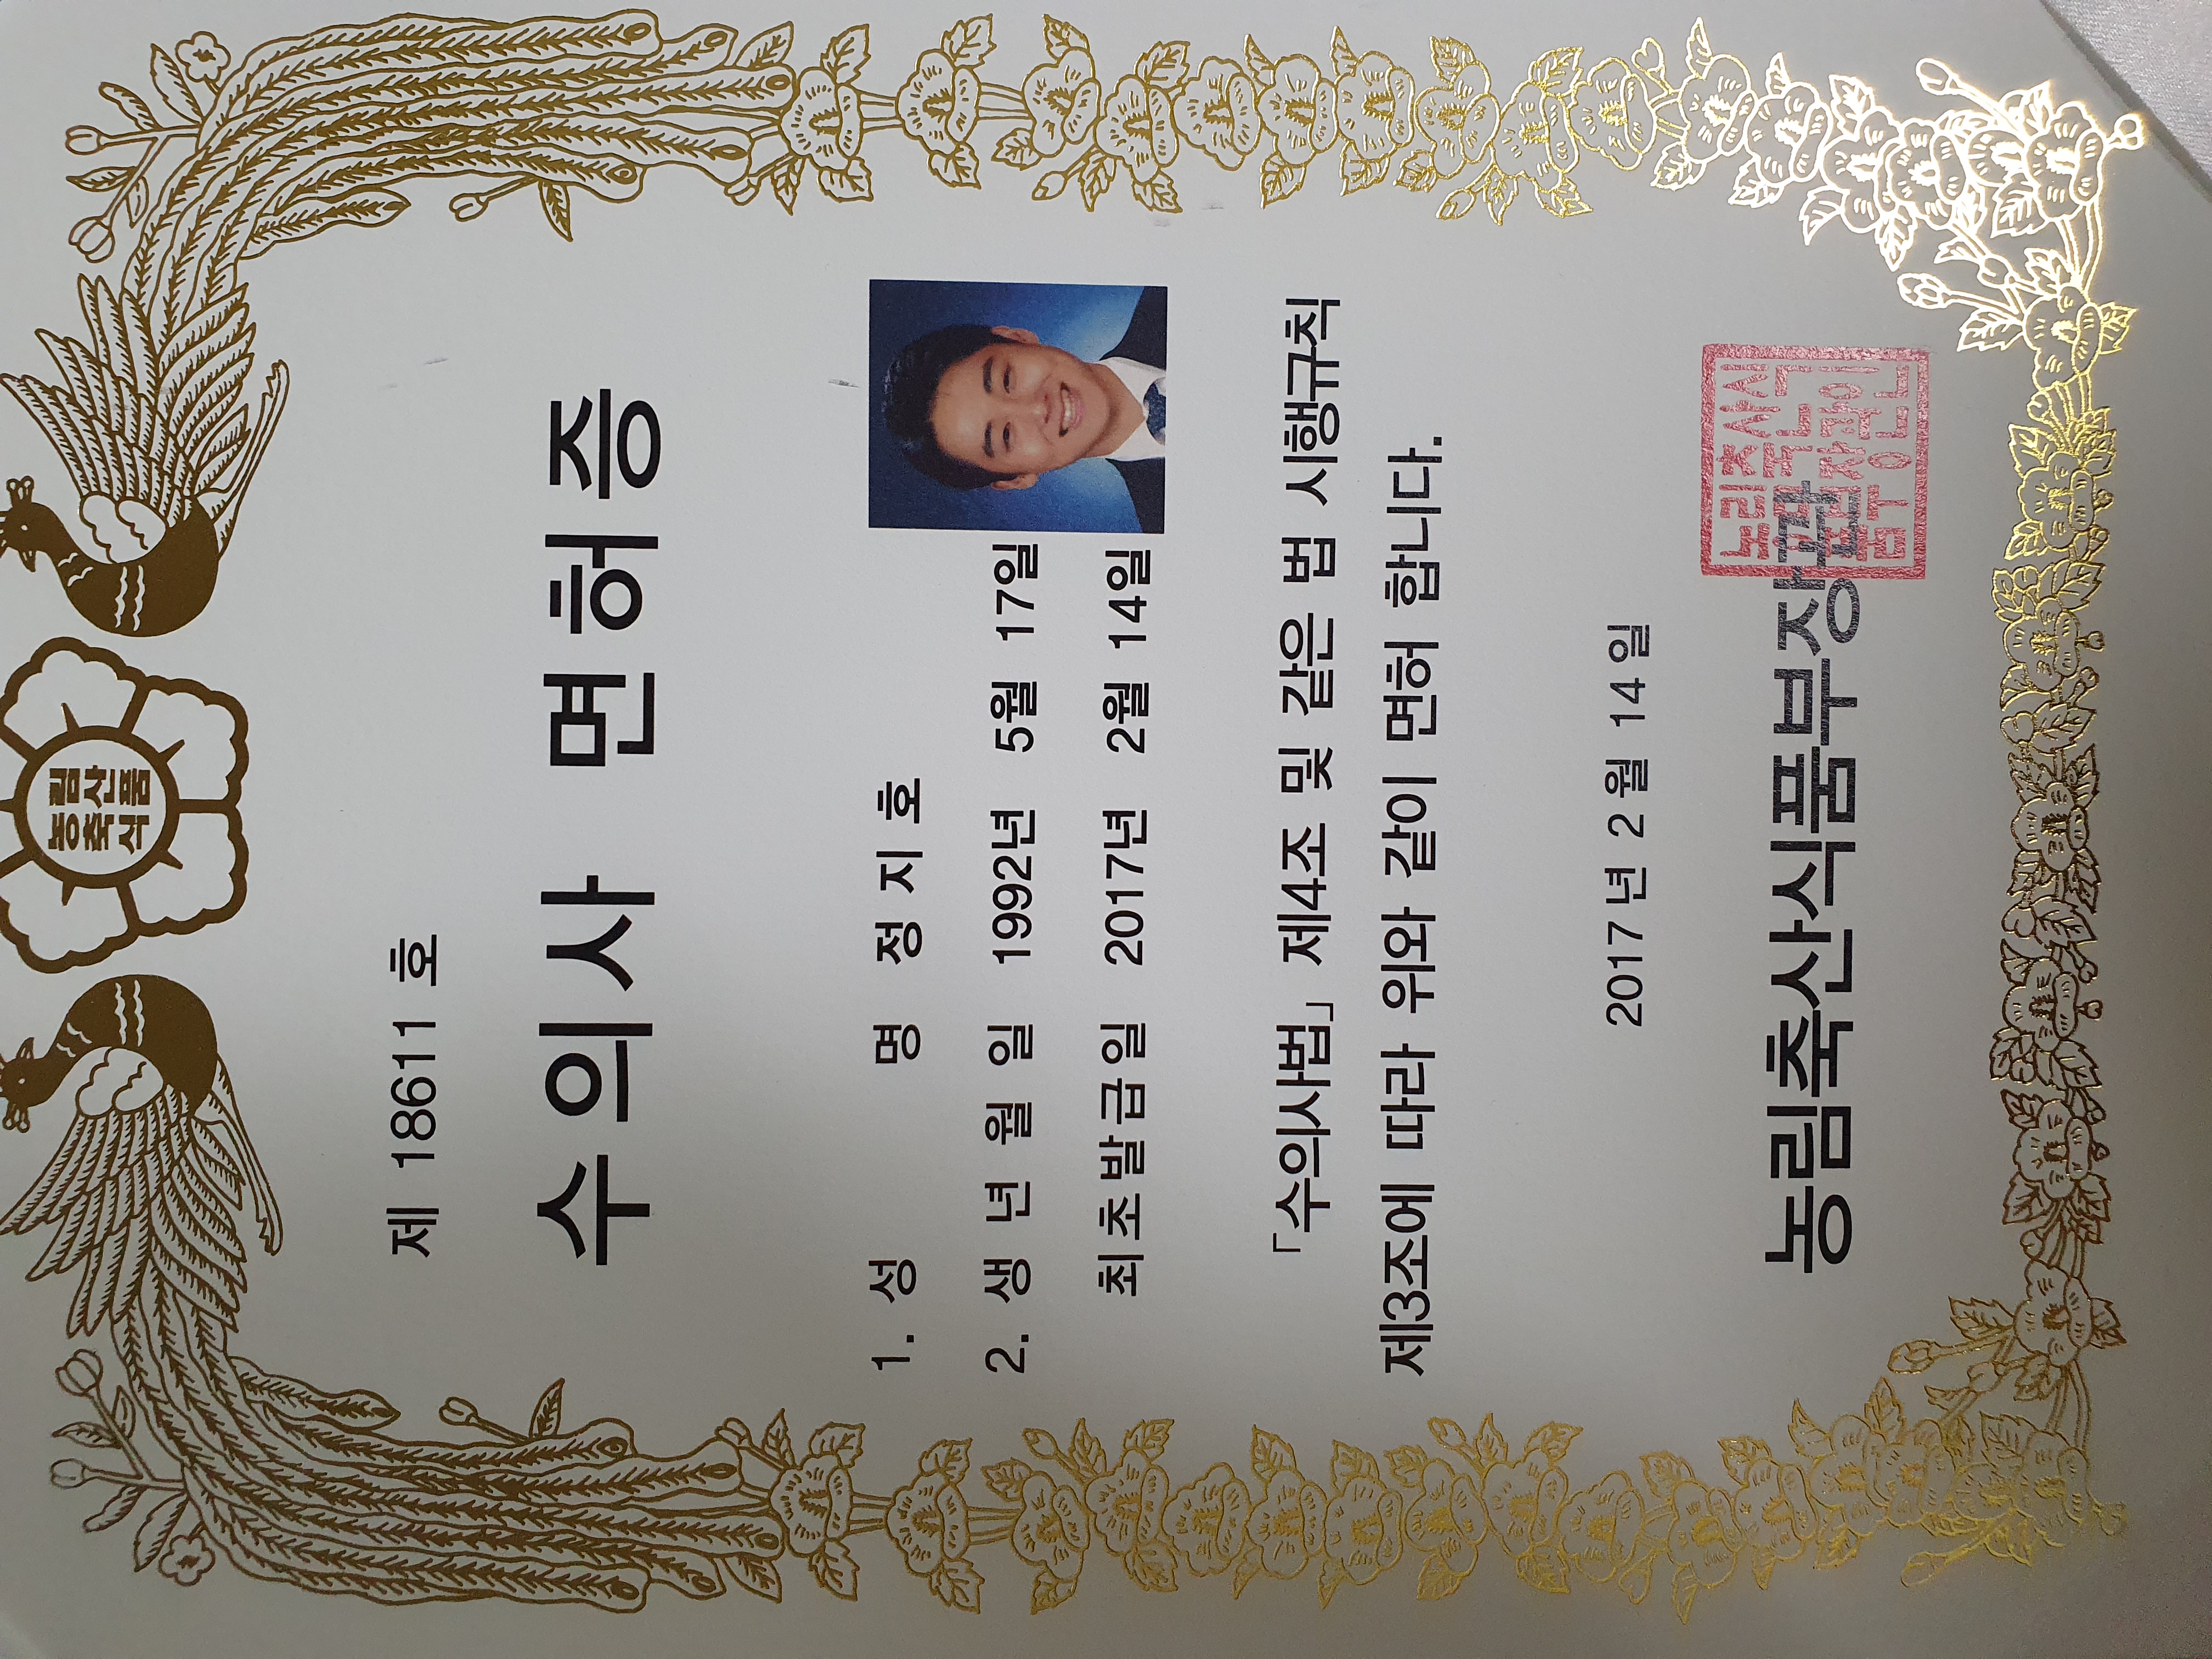 농림
축산
식품
제 18611 호
수의사 면허증
1. 성 명 정 지 호
2. 생 년 월 일 1992년 5월 17일
최초발급일 2017년 2월 14일
「수의사법」 제4조 및 같은 법 시행규칙
제3조에 따라 위와 같이 면허 합니다.
2017 년 2 월 14 일
농림축산식품부장관
농림축산식
품부장관인